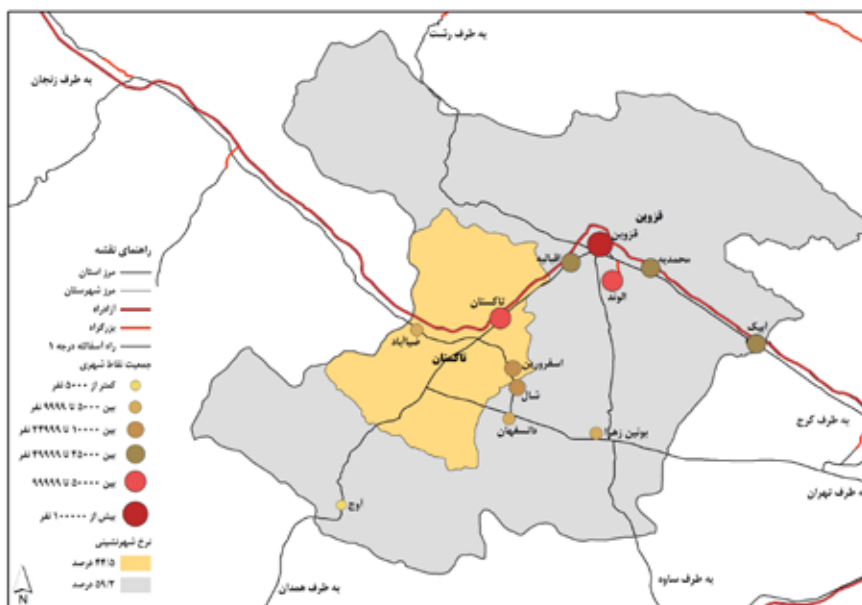 به طرف رشت
به طرف زنجان
قزوین
قزوین
اقبالیه
محمدیه
الوند
تاکستان
ضیاآباد
تاکستان
اسفرورین
شال
دانسفهان
بوئین زهرا
آبیک
آوج
به طرف کرج
به طرف تهران
به طرف ساوه
به طرف همدان
راهنمای نقشه
مرز استان
مرز شهرستان
آزادراه
بزرگراه
راه آسفالته درجه ۱
جمعیت نقاط شهری
کمتر از ۵۰۰۰ نفر
بین ۵۰۰۰ تا ۹۹۹۹ نفر
بین ۱۰۰۰۰ تا ۲۴۹۹۹ نفر
بین ۲۵۰۰۰ تا ۴۹۹۹۹ نفر
بین ۵۰۰۰۰ تا ۹۹۹۹۹
بیش از ۱۰۰۰۰۰ نفر
نرخ شهرنشینی
۴۴/۵ درصد
۵۹/۳ درصد
N